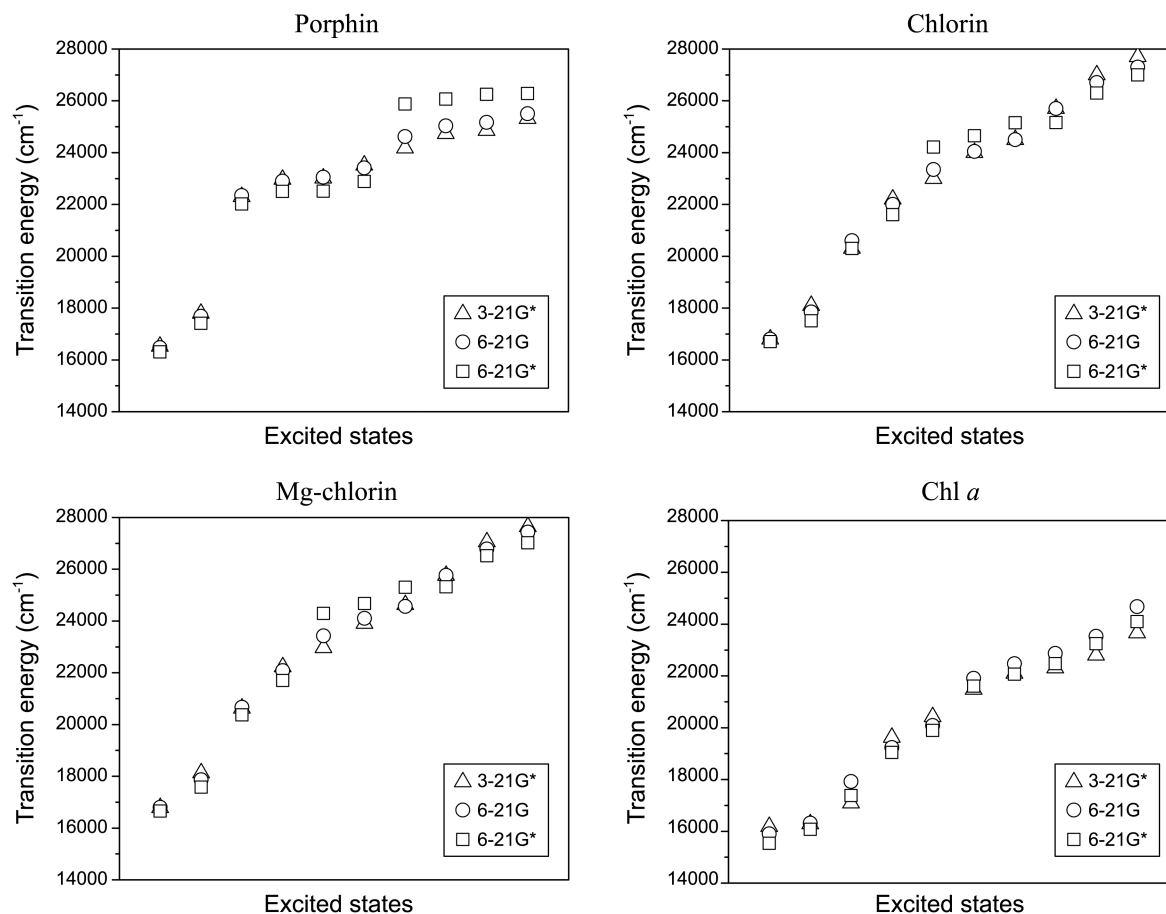 Porphin
Transition energy (cm-1)
28000
26000
24000
22000
20000
18000
16000
14000
3-21G*
6-21G
6-21G*
Excited states
Chlorin
Transition energy (cm-1)
28000
26000
24000
22000
20000
18000
16000
14000
3-21G*
6-21G
6-21G*
Excited states
Mg-chlorin
Transition energy (cm-1)
28000
26000
24000
22000
20000
18000
16000
14000
3-21G*
6-21G
6-21G*
Excited states
Chl a
Transition energy (cm-1)
28000
26000
24000
22000
20000
18000
16000
14000
3-21G*
6-21G
6-21G*
Excited states